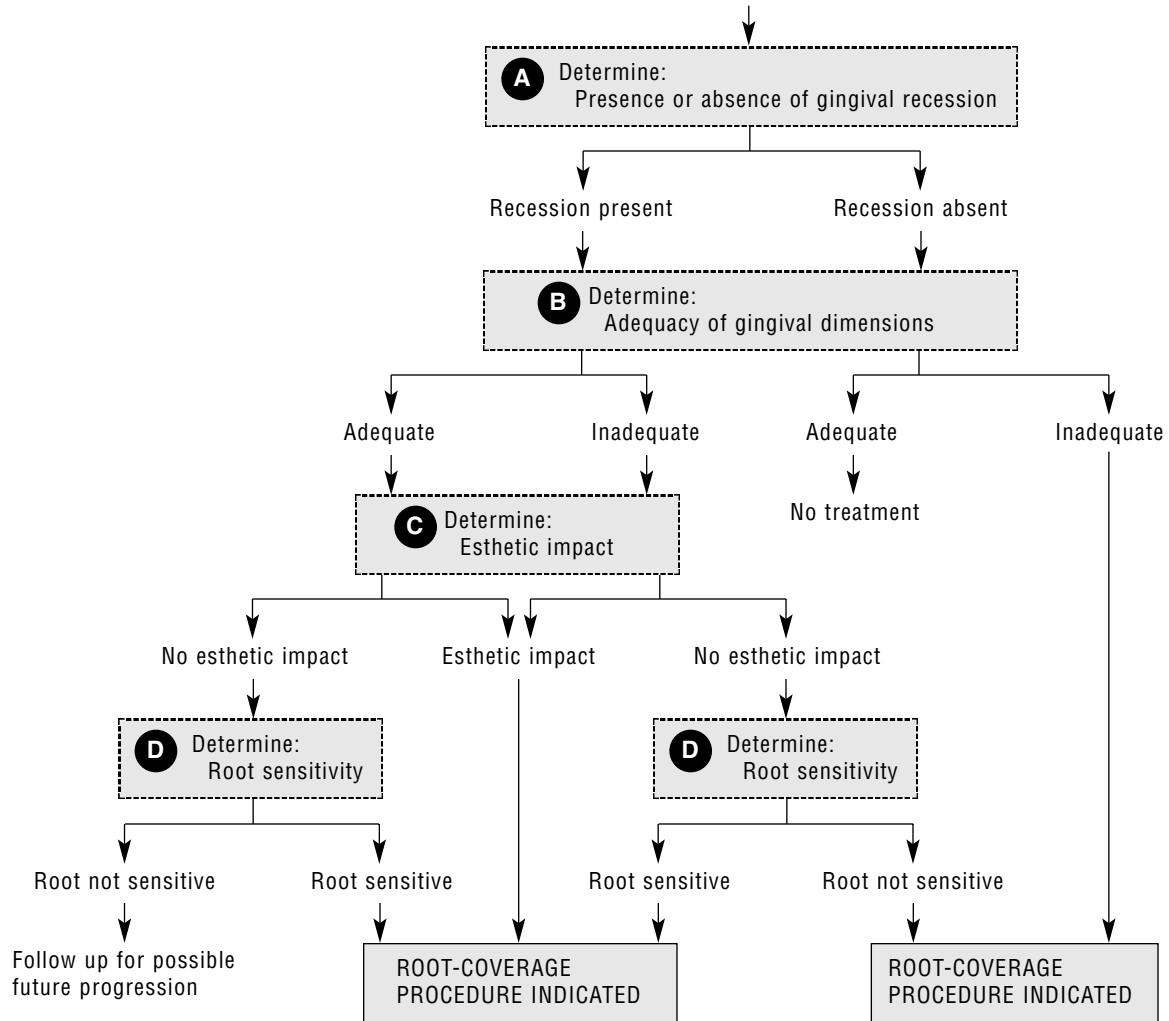 A Determine:
Presence or absence of gingival recession
Recession present
Recession absent
B Determine:
Adequacy of gingival dimensions
Adequate
Inadequate
Adequate
Inadequate
No treatment
C Determine:
Esthetic impact
No esthetic impact
Esthetic impact
No esthetic impact
D Determine:
Root sensitivity
D Determine:
Root sensitivity
Root not sensitive
Root sensitive
Root sensitive
Root not sensitive
Follow up for possible
future progression
ROOT-COVERAGE
PROCEDURE INDICATED
ROOT-COVERAGE
PROCEDURE INDICATED